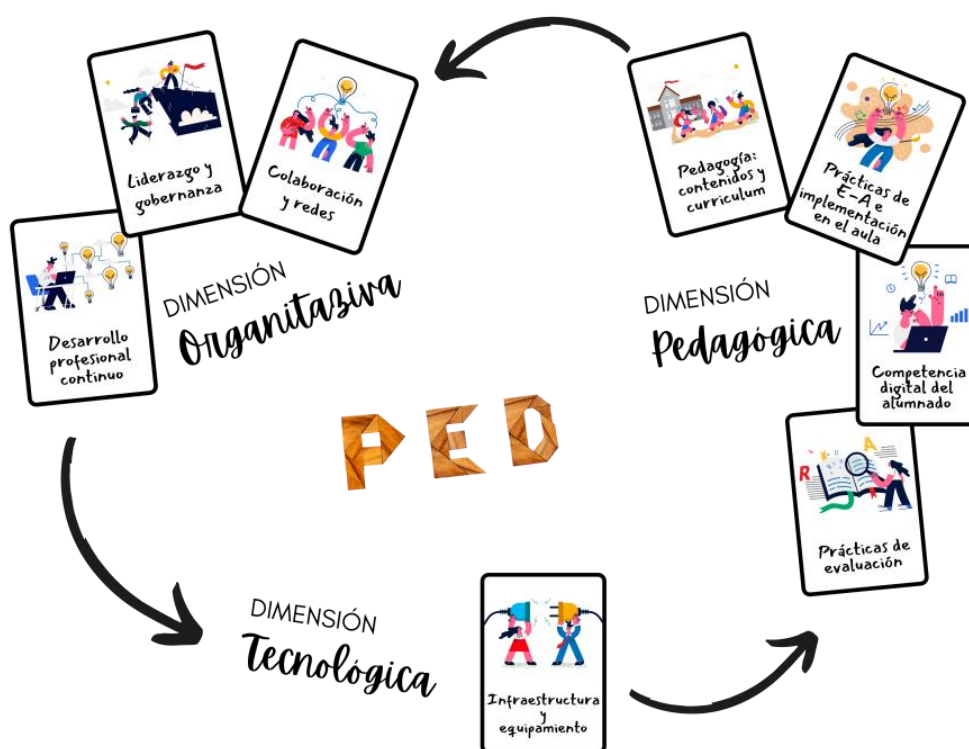 Liderazgo y
gobernanza
Colaboración
y redes
Desarrollo
profesional
continuo
DIMENSIÓN
Organitaziva
Pedagogía:
contenidos y
curriculum
Prácticas de
E-A e
implementación
en el aula
Competencia
digital del
alumnado
Prácticas de
evaluación
DIMENSIÓN
Pedagógica
PED
DIMENSIÓN
Tecnológica
Infraestructura
y
equipamiento
R
A